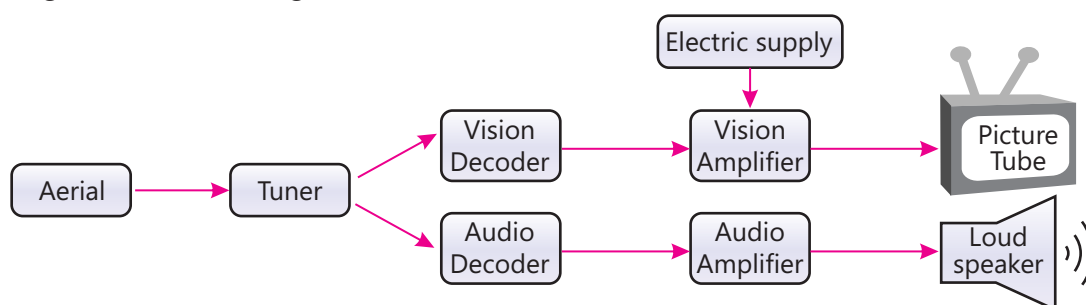 Electric supply
Vision
Decoder
Vision
Amplifier
Picture
Tube
Aerial
Tuner
Audio
Decoder
Audio
Amplifier
Loud
speaker